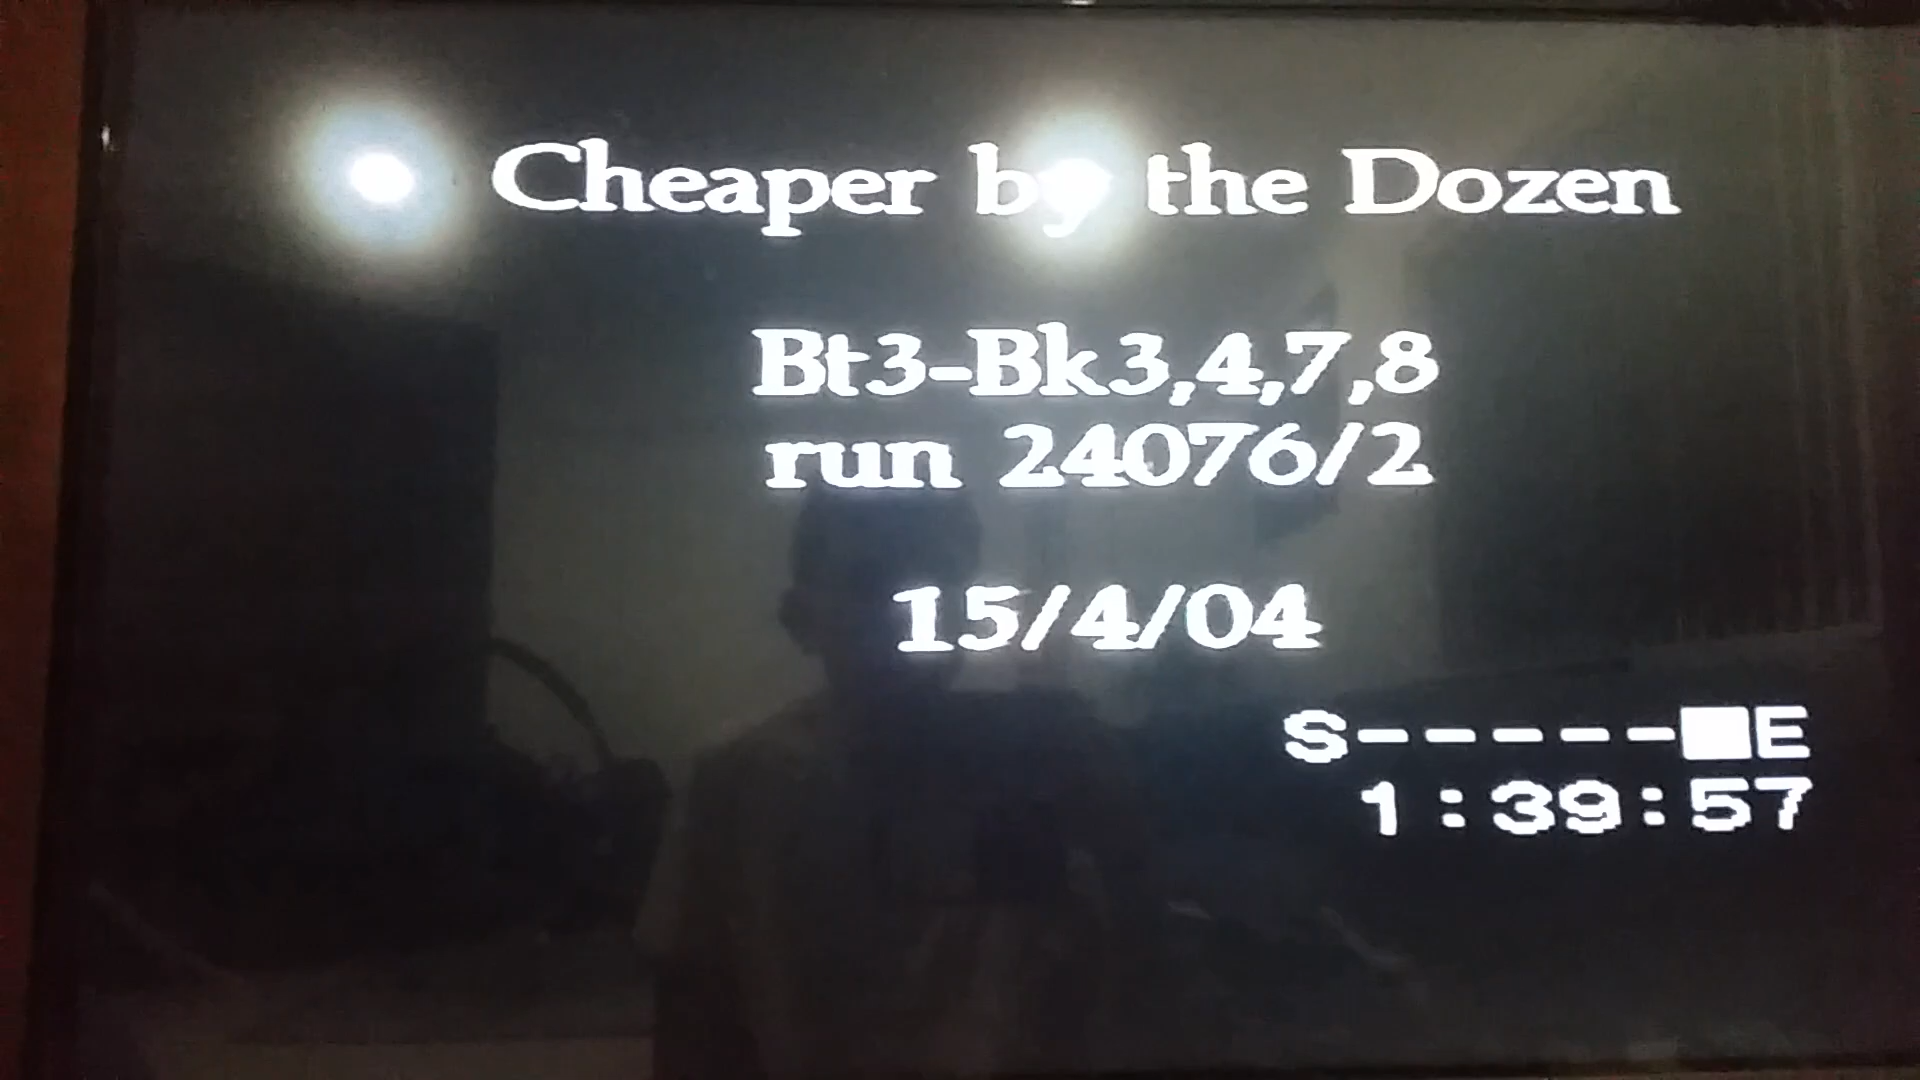 Cheaper by the Dozen
Bt3-Bk3,4,7,8
run 24076/2
15/4/04
S-----■E
1:39:57